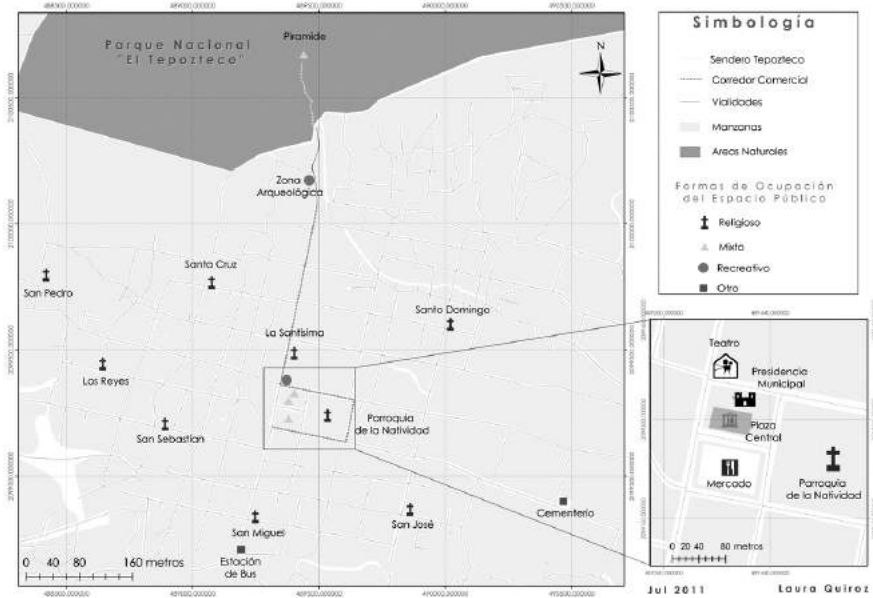 Parque Nacional
"El Tepozteco"
Piramide
N
Zona
Arqueológica
Santa Cruz
San Pedro
Santo Domingo
La Santísima
Los Reyes
San Sebastian
Parroquia
de la Natividad
San Miguel
San José
Cementerio
Estación
de Bus
0 40 80 160 metros
Simbología
Sendero Tepozteco
Corredor Comercial
Vialidades
Manzanas
Areas Naturales
Formas de Ocupación
del Espacio Público
Religioso
Mixta
Recreativo
Otro
Teatro
Presidencia
Municipal
Plaza
Central
Mercado
Parroquia
de la Natividad
0 20 40 80 metros
Jul 2011 Laura Quiroz